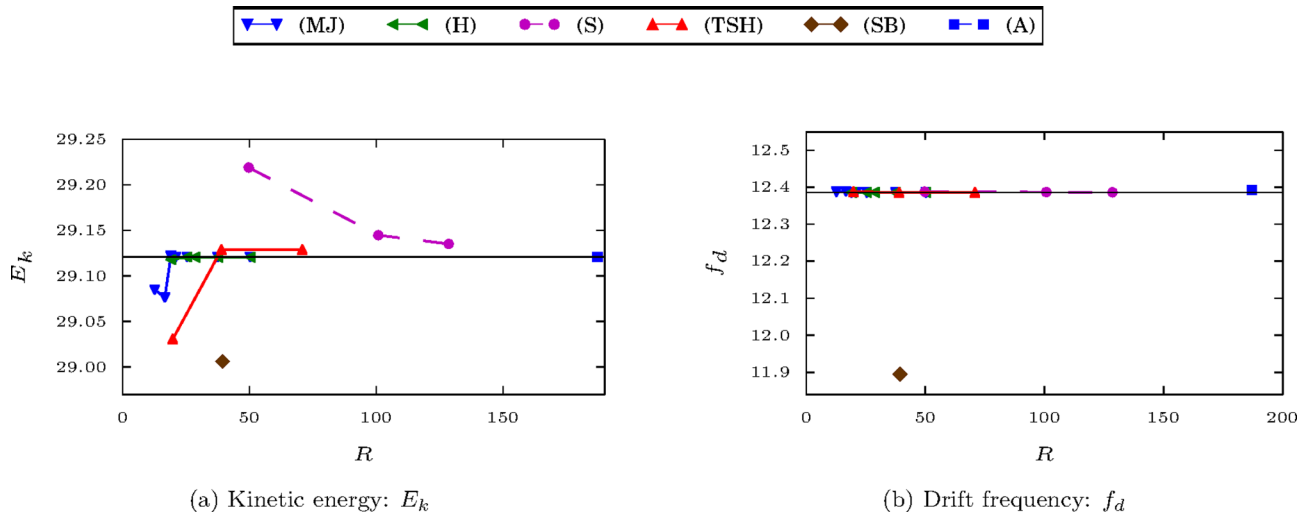 (MJ) (H) (S) (TSH) (SB) (A)
29.25
29.20
29.15
29.10
29.05
29.00
E_k
0 50 100 150
R
(a) Kinetic energy: E_k
12.5
12.4
12.3
12.2
12.1
12.0
11.9
f_d
0 50 100 150 200
R
(b) Drift frequency: f_d